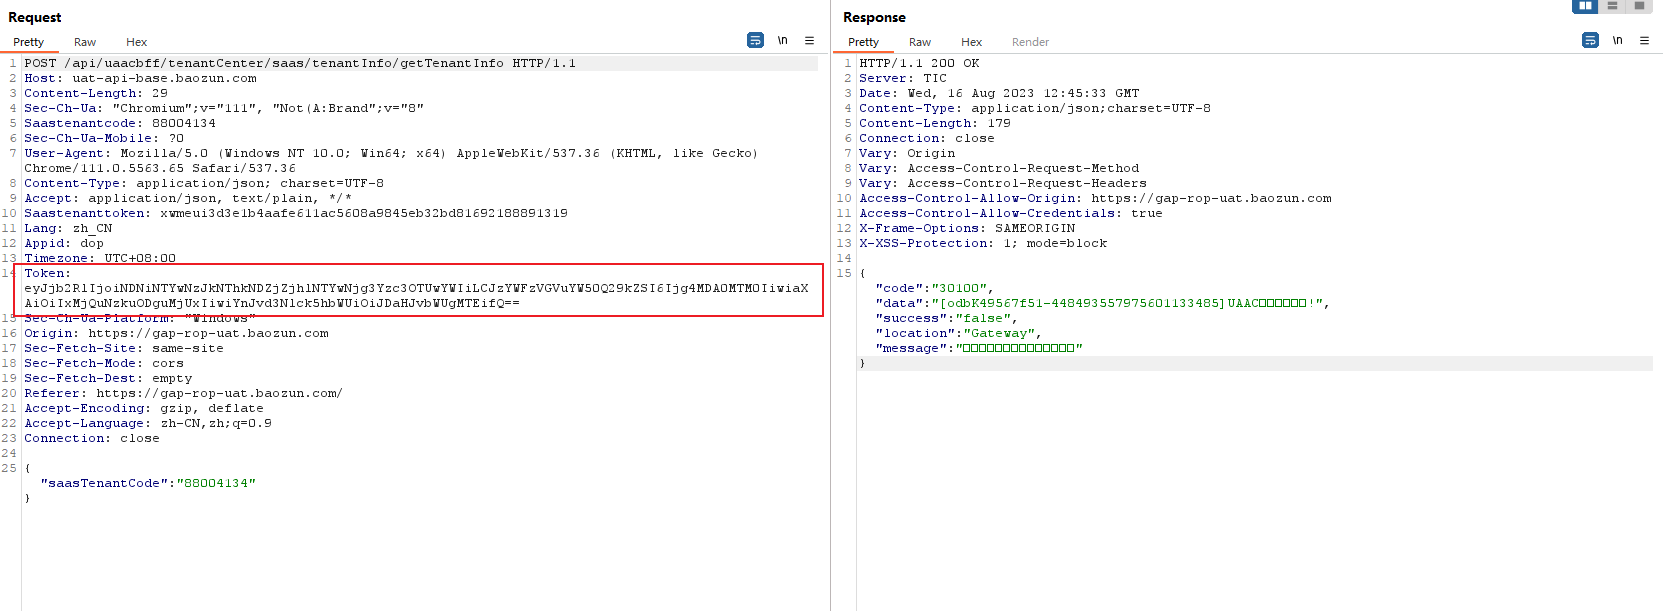 Request
Pretty Raw Hex \n
1 POST /api/uaacbff/tenantCenter/saas/tenantInfo/getTenantInfo HTTP/1.1
2 Host: uat-api-base.baozun.com
3 Content-Length: 29
4 Sec-Ch-Ua: "Chromium";v="111", "Not(A:Brand";v="8"
5 Saastenantcode: 88004134
6 Sec-Ch-Ua-Mobile: ?0
7 User-Agent: Mozilla/5.0 (Windows NT 10.0; Win64; x64) AppleWebKit/537.36 (KHTML, like Gecko)
Chrome/111.0.5563.65 Safari/537.36
8 Content-Type: application/json; charset=UTF-8
9 Accept: application/json, text/plain, */*
10 Saastenanttoken: xwmeui3d3e1b4aafe611ac5608a9845eb32bd81692188891319
11 Lang: zh_CN
12 Appid: dop
13 Timezone: UTC+08:00
14 Token:
eyJjb2RlIjoiNDNiNTYwNzJkNThkNDZjZjhlNTYwNjg3Yzc3OTUwYWIiLCJzYWFzVGVuYW50Q29kZSI6Ijg4MDA0MTM0IiwiaX
AiOiIxMjQuNzkuODguMjUxIiwiYnJvd3Nlck5hbWUiOiJDaHJvbWUgMTEifQ==
15 Sec-Ch-Ua-Platform: "Windows"
16 Origin: https://gap-rop-uat.baozun.com
17 Sec-Fetch-Site: same-site
18 Sec-Fetch-Mode: cors
19 Sec-Fetch-Dest: empty
20 Referer: https://gap-rop-uat.baozun.com/
21 Accept-Encoding: gzip, deflate
22 Accept-Language: zh-CN,zh;q=0.9
23 Connection: close
24
25 {
"saasTenantCode":"88004134"
}
Response
Pretty Raw Hex Render \n
1 HTTP/1.1 200 OK
2 Server: TIC
3 Date: Wed, 16 Aug 2023 12:45:33 GMT
4 Content-Type: application/json;charset=UTF-8
5 Content-Length: 179
6 Connection: close
7 Vary: Origin
8 Vary: Access-Control-Request-Method
9 Vary: Access-Control-Request-Headers
10 Access-Control-Allow-Origin: https://gap-rop-uat.baozun.com
11 Access-Control-Allow-Credentials: true
12 X-Frame-Options: SAMEORIGIN
13 X-XSS-Protection: 1; mode=block
14
15 {
"code":"30100",
"data":"[odbK49567f51-448493557975601133485]UAAC□□□□□□!",
"success":"false",
"location":"Gateway",
"message":"□□□□□□□□□□□□□□"
}